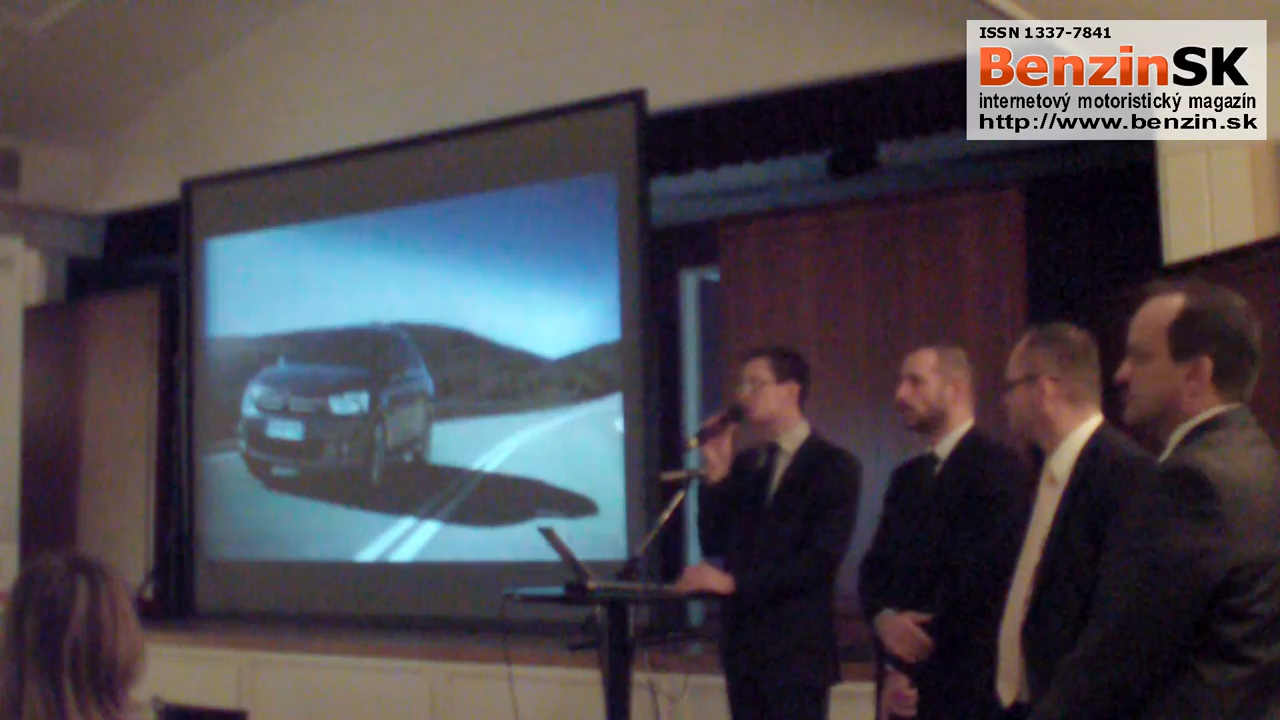 ISSN 1337-7841
BenzinSK
internetový motoristický magazín
http://www.benzin.sk